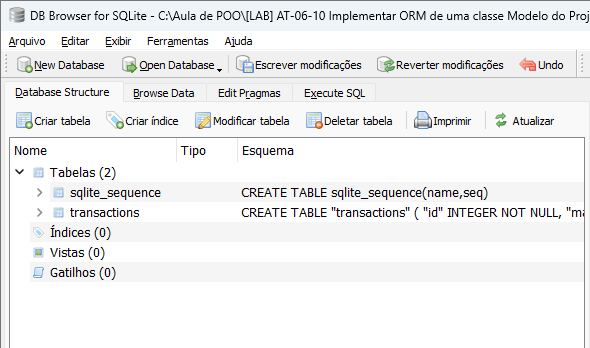 DB Browser for SQLite - C:\Aula de POO\[LAB] AT-06-10 Implementar ORM de uma classe Modelo do Proj
Arquivo Editar Exibir Ferramentas Ajuda
New Database Open Database Escrever modificações Reverter modificações Undo
Database Structure Browse Data Edit Pragmas Execute SQL
Criar tabela Criar índice Modificar tabela Deletar tabela Imprimir Atualizar
Nome Tipo Esquema
Tabelas (2)
sqlite_sequence CREATE TABLE sqlite_sequence(name,seq)
transactions CREATE TABLE "transactions" ( "id" INTEGER NOT NULL, "ma
Índices (0)
Vistas (0)
Gatilhos (0)